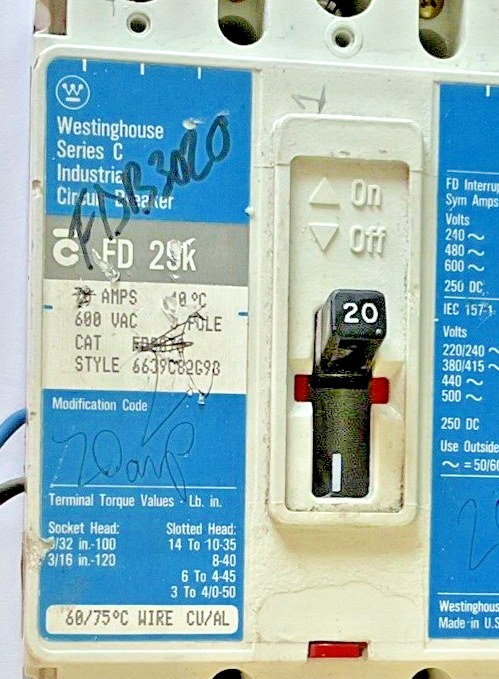 Westinghouse
Series C
Industrial
Circuit Breaker
FDB3020
FD 25k
AMPS 40 °C
600 VAC POLE
CAT
STYLE 6639C82G98
Modification Code
20amp
Terminal Torque Values - Lb. in.
Socket Head:
5/32 in.-100
3/16 in.-120
Slotted Head:
14 To 10-35
8-40
6 To 4-45
3 To 4/0-50
60/75°C WIRE CU/AL
1
On
Off
20
FD Interru
Sym Amps
Volts
240 ~
480 ~
600 ~
250 DC
IEC 157-1
Volts
220/240 ~
380/415 ~
440 ~
500 ~
250 DC
Use Outside
~ = 50/60
Westinghous
Made in U.S